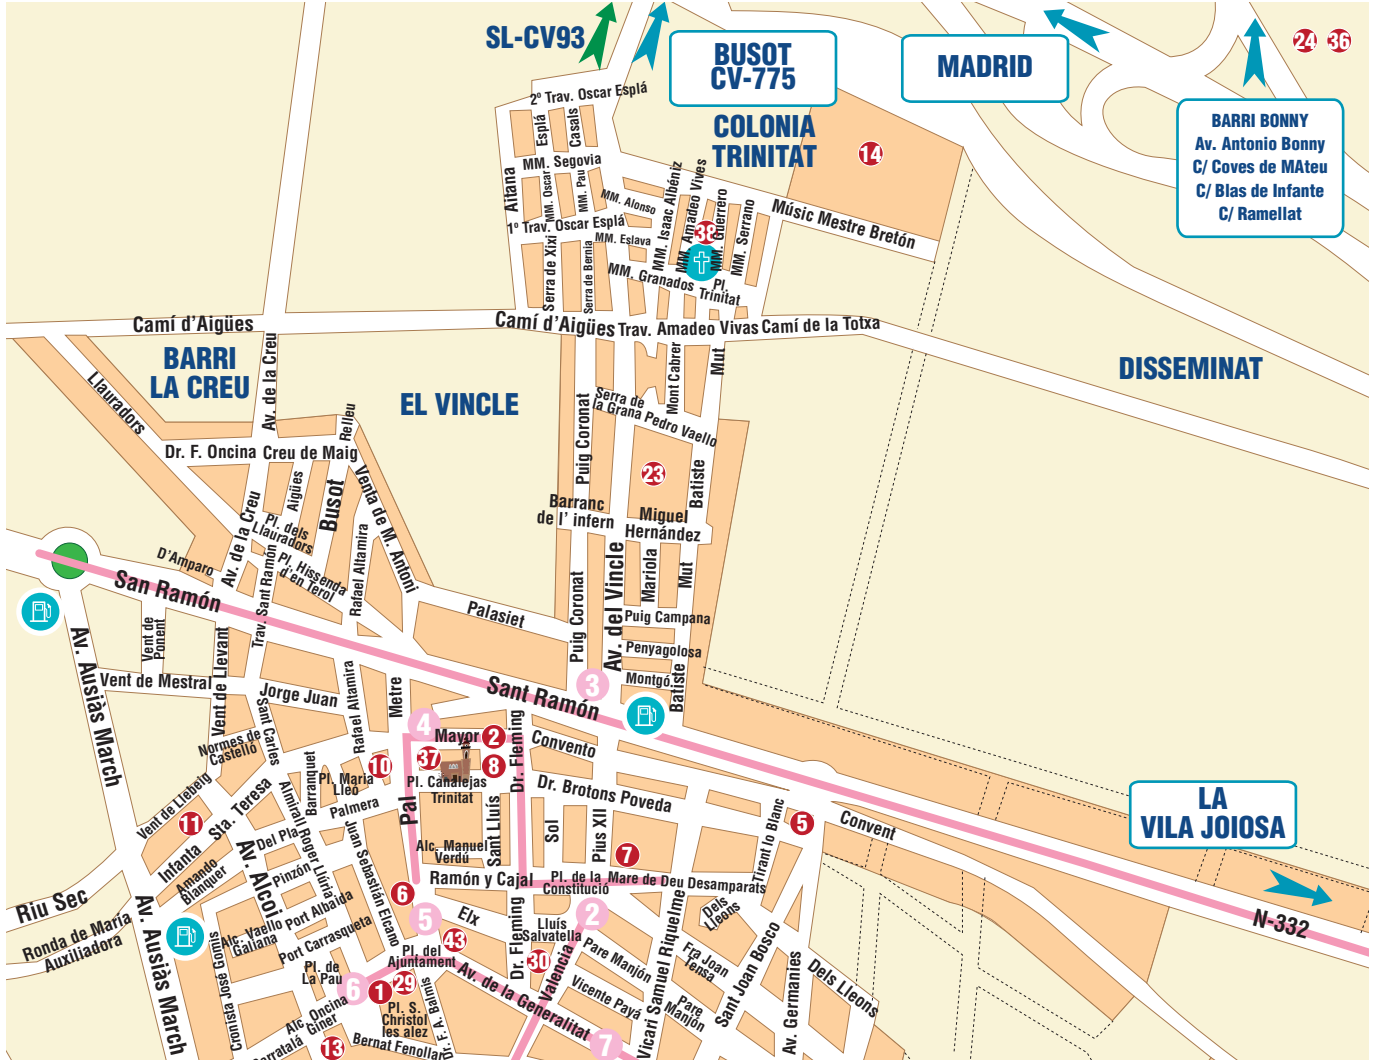 SL-CV93
BUSOT
CV-775
MADRID
24
36
BARRI BONNY
Av. Antonio Bonny
C/ Coves de MAteu
C/ Blas de Infante
C/ Ramellat
COLONIA
TRINITAT
14
2º Trav. Oscar Esplá
Esplá
Casals
MM. Segovia
Aitana
MM. Oscar
MM. Pau
MM. Alonso
1º Trav. Oscar Esplá
MM. Eslava
MM. Isaac Albéniz
MM. Amadeo Vives
MM. Guerrero
MM. Serrano
38
Músic Mestre Bretón
Serra de Xixi
Serra de Bernia
MM. Granados
Pl.
Trinitat
Camí d'Aigües
Camí d'Aigües
Trav. Amadeo Vivas
Camí de la Totxa
BARRI
LA CREU
EL VINCLE
DISSEMINAT
Llauradors
Av. de la Creu
Relleu
Dr. F. Oncina
Creu de Maig
Mont Cabrer
Mut
Serra de
la Grana
Pedro Vaello
Puig Coronat
23
Batiste
Barranc
de l' infern
Miguel
Hernández
Aigües
Busot
Venta de M. Antoni
Pl. dels
Llauradors
Pl. Hissenda
d'en Terol
Rafael Altamira
Av. de la Creu
Trav. Sant Ramón
D'Amparo
San Ramón
Palasiet
Puig Coronat
Av. del Vincle
Mariola
Mut
Puig Campana
Penyagolosa
Montgó.
Batiste
Vent de
Ponent
Vent de Mestral
Vent de Llevant
Jorge Juan
Sant Carles
Rafael Altamira
Metre
Pal
Sant Ramón
3
4
Mayor
2
37
8
10
Pl. Canalejas
Trinitat
Dr. Fleming
Convento
Dr. Brotons Poveda
Normes de
Castelló
Barranquet
Pl. Maria
Lleó
Palmera
Av. Ausiàs March
Vent de Llebeig
11
Sta. Teresa
Infanta
Amando
Blanquer
Del Pla
Pinzón
Almirall Roger Llúria
Juan Sebastián Elcano
Av. Alcoi
Alc. Manuel
Verdú
Sant Lluís
Sol
Pius XII
7
Tirant lo Blanc
5
Convent
LA
VILA JOIOSA
N-332
Ramón y Cajal
Pl. de la
Constitució
Mare de Deu Desamparats
6
5
Elx
43
2
Lluís
Salvatella
Dr. Fleming
30
Valencia
Pare Manjón
Vicente Payá
Vicari Samuel Riquelme
Dels
Lleons
Fra Joan
Tensa
Pare
Manjón
Sant Joan Bosco
Av. Germanies
Dels Lleons
Riu Sec
Ronda de María
Auxiliadora
Av. Ausiàs March
Cronista José Gomis
Alc. Vaello
Galiana
Port Albaida
Port Carrasqueta
Pl. de
La Pau
Pl. del
Ajuntament
Av. de la Generalitat
6
1
29
Pl. S.
Christol
les alez
Dr. F. A. Balmis
Alc. Oncina
Giner
13
Bernat Fenollar
7